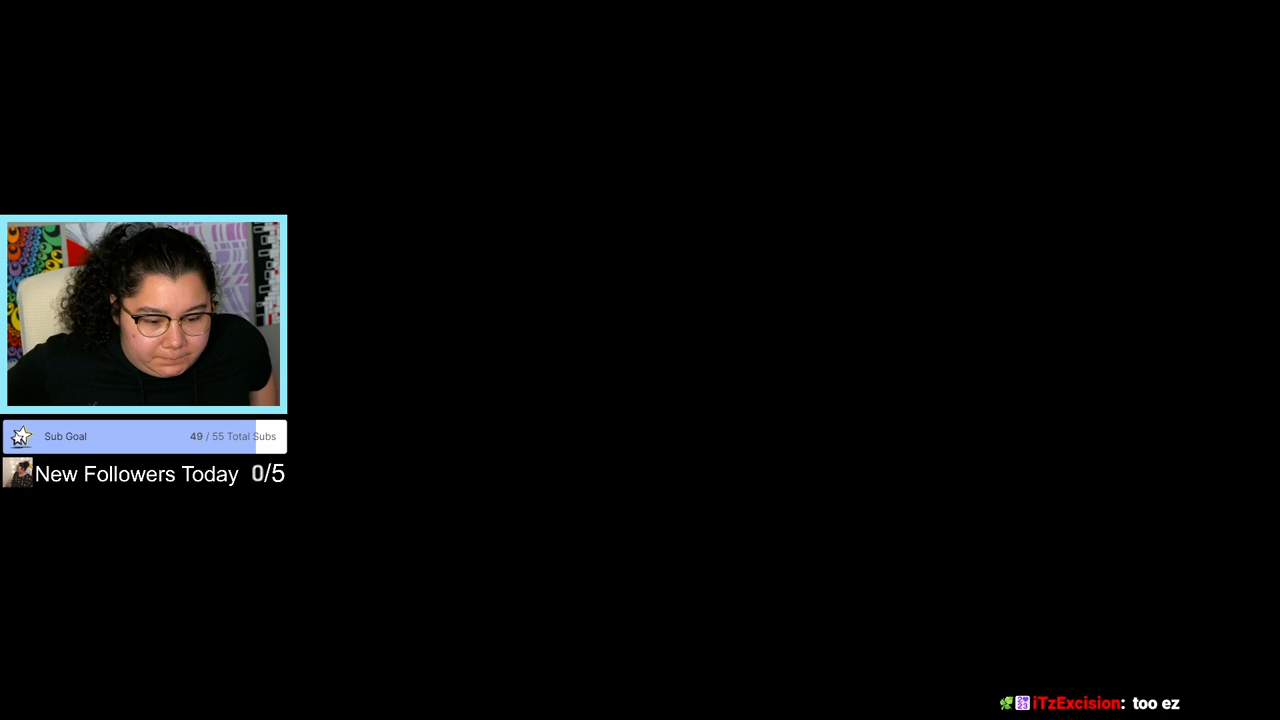 Sub Goal 49 / 55 Total Subs
New Followers Today 0/5
iTzExcision: too ez